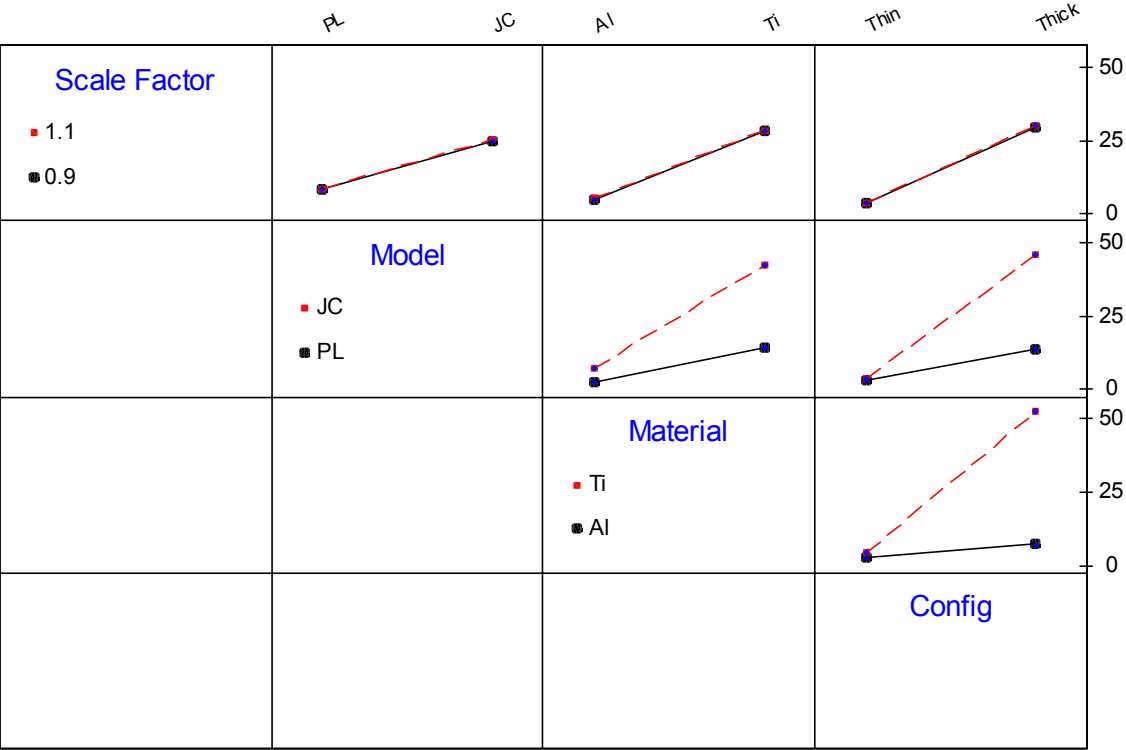 PL JC Al Ti Thin Thick
Scale Factor
1.1
0.9
50
25
0
Model
JC
PL
50
25
0
Material
Ti
Al
50
25
0
Config